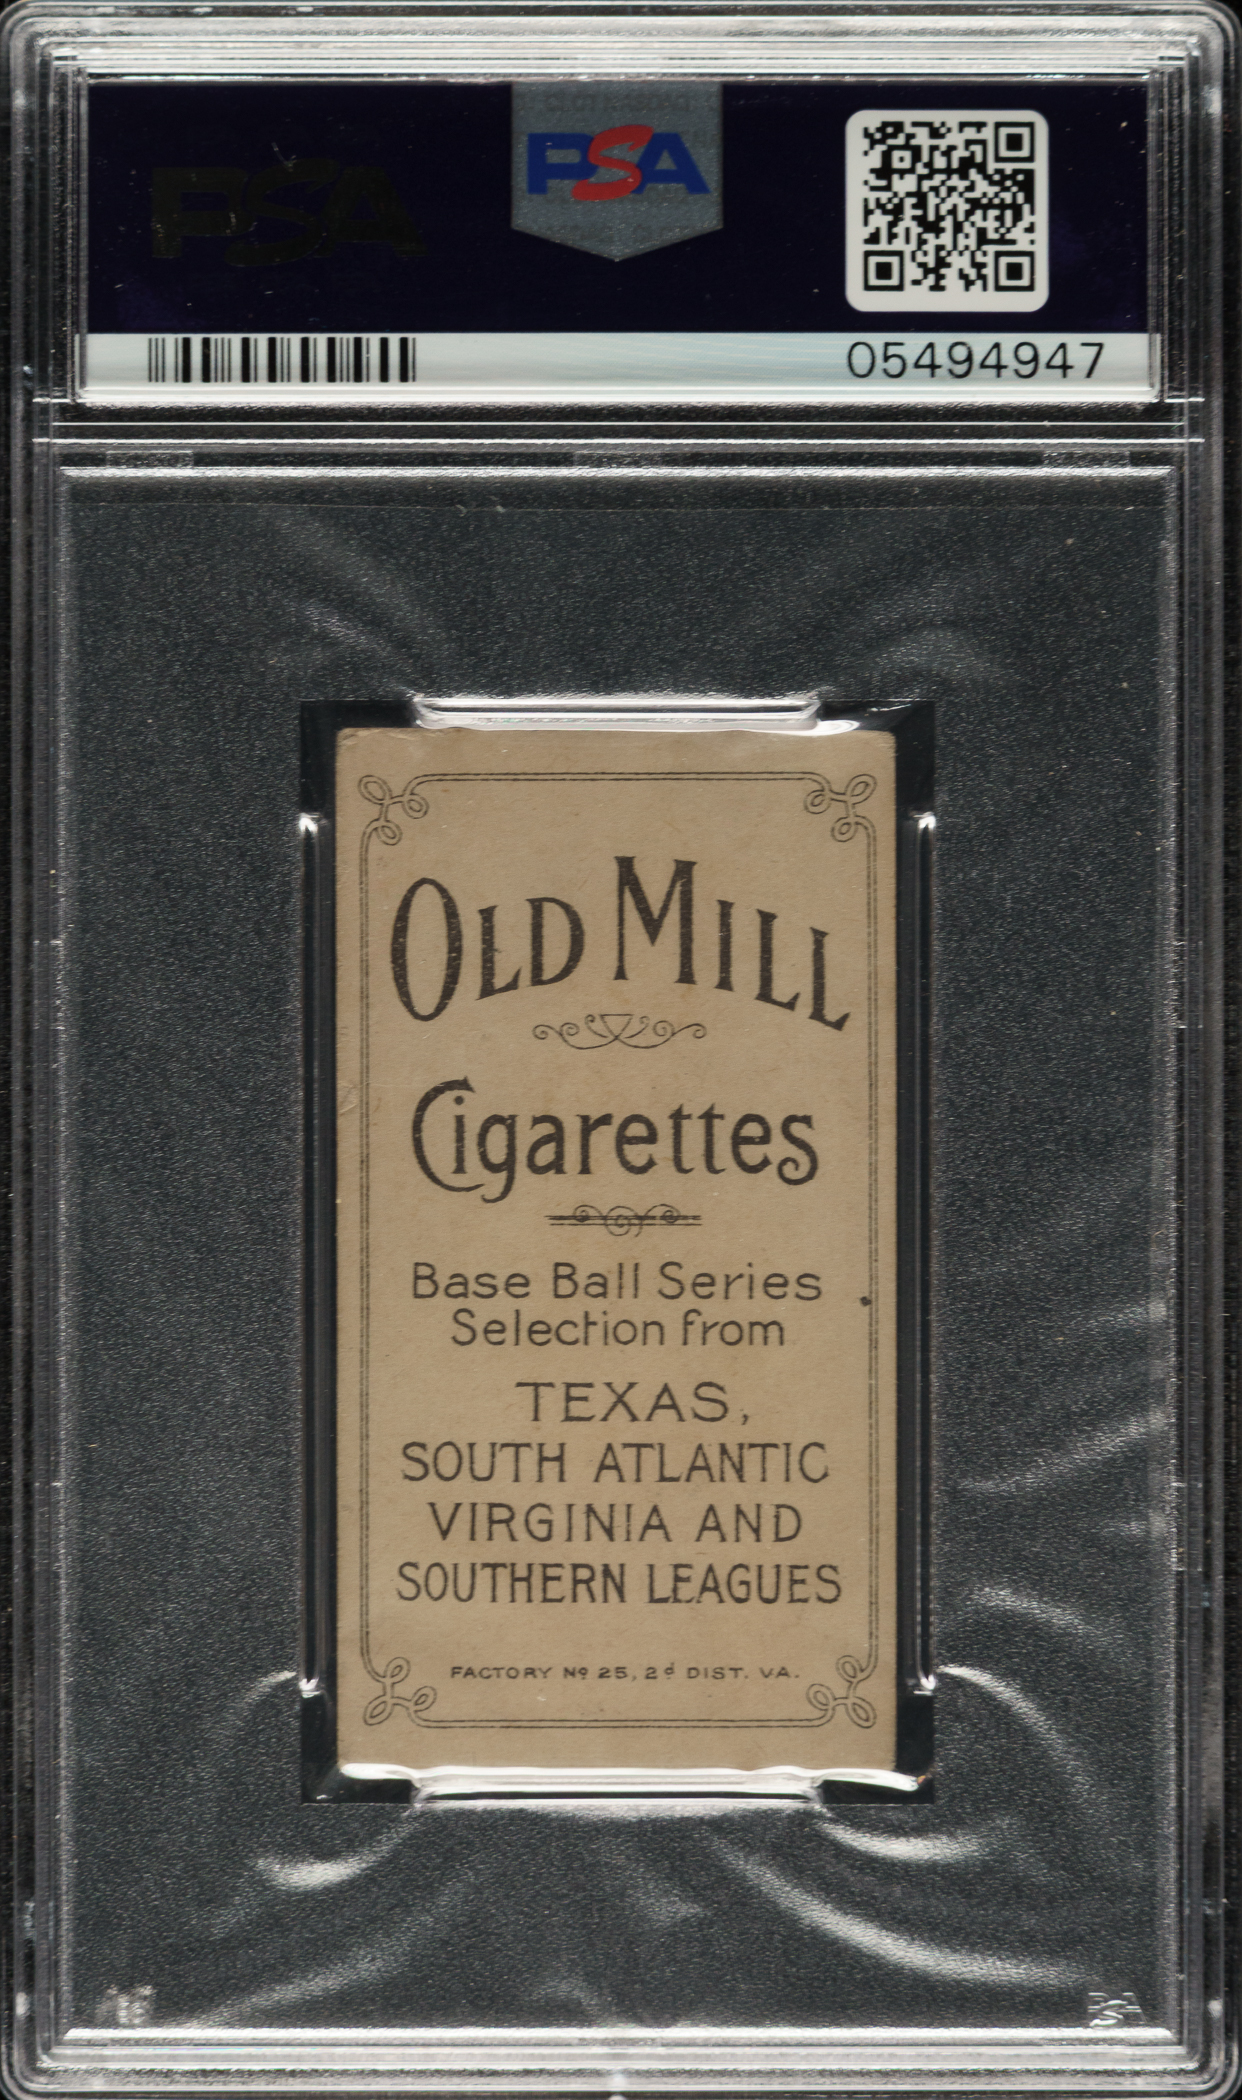 PSA
PSA
05494947
OLD MILL
Cigarettes
Base Ball Series
Selection from
TEXAS,
SOUTH ATLANTIC
VIRGINIA AND
SOUTHERN LEAGUES
FACTORY Nº 25, 2d DIST. VA.
PSA